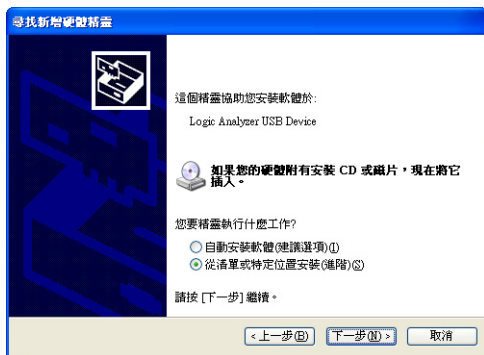 尋找新增硬體精靈
這個精靈協助您安裝軟體於:
Logic Analyzer USB Device
如果您的硬體附有安裝 CD 或磁片，現在將它
插入。
您要精靈執行什麼工作?
自動安裝軟體(建議選項)(I)
從清單或特定位置安裝(進階)(S)
請按 [下一步] 繼續。
<上一步(B) 下一步(N)> 取消